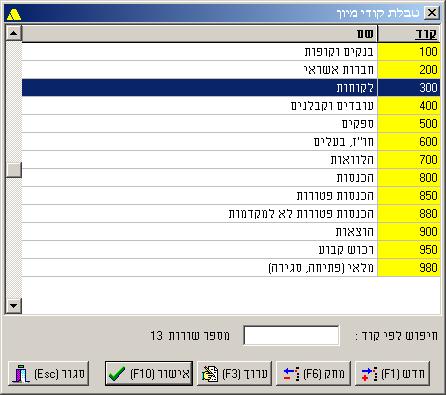 טבלת קודי מיון
קוד שם
100 בנקים וקופות
200 חברות אשראי
300 לקוחות
400 עובדים וקבלנים
500 ספקים
600 חו"ז, בעלים
700 הלוואות
800 הכנסות
850 הכנסות פטורות
880 הכנסות פטורות לא למקדמות
900 הוצאות
950 רכוש קבוע
980 מלאי (פתיחה, סגירה)
חיפוש לפי קוד : מספר שורות 13
חדש (F1) מחק (F6) ערוך (F3) אישור (F10) סגור (Esc)